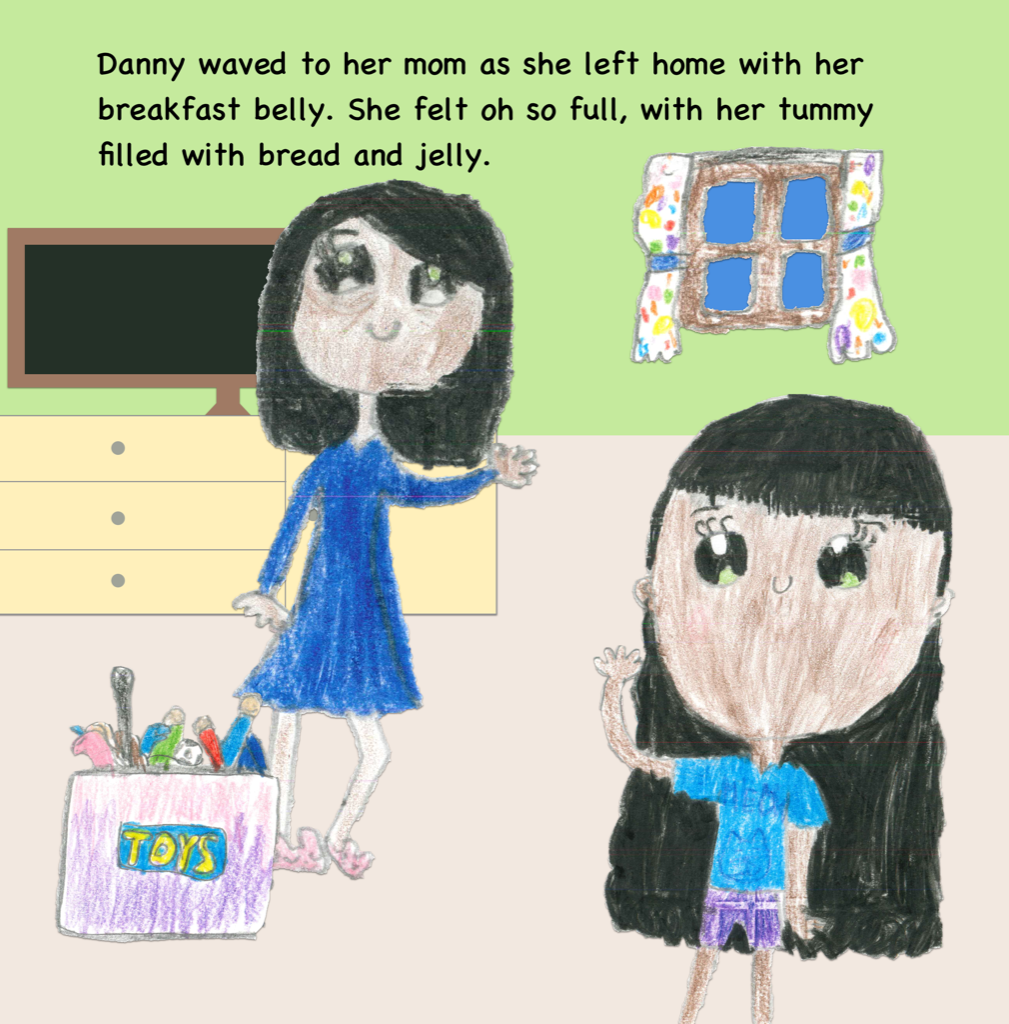 Danny waved to her mom as she left home with her
breakfast belly. She felt oh so full, with her tummy
filled with bread and jelly.
TOYS